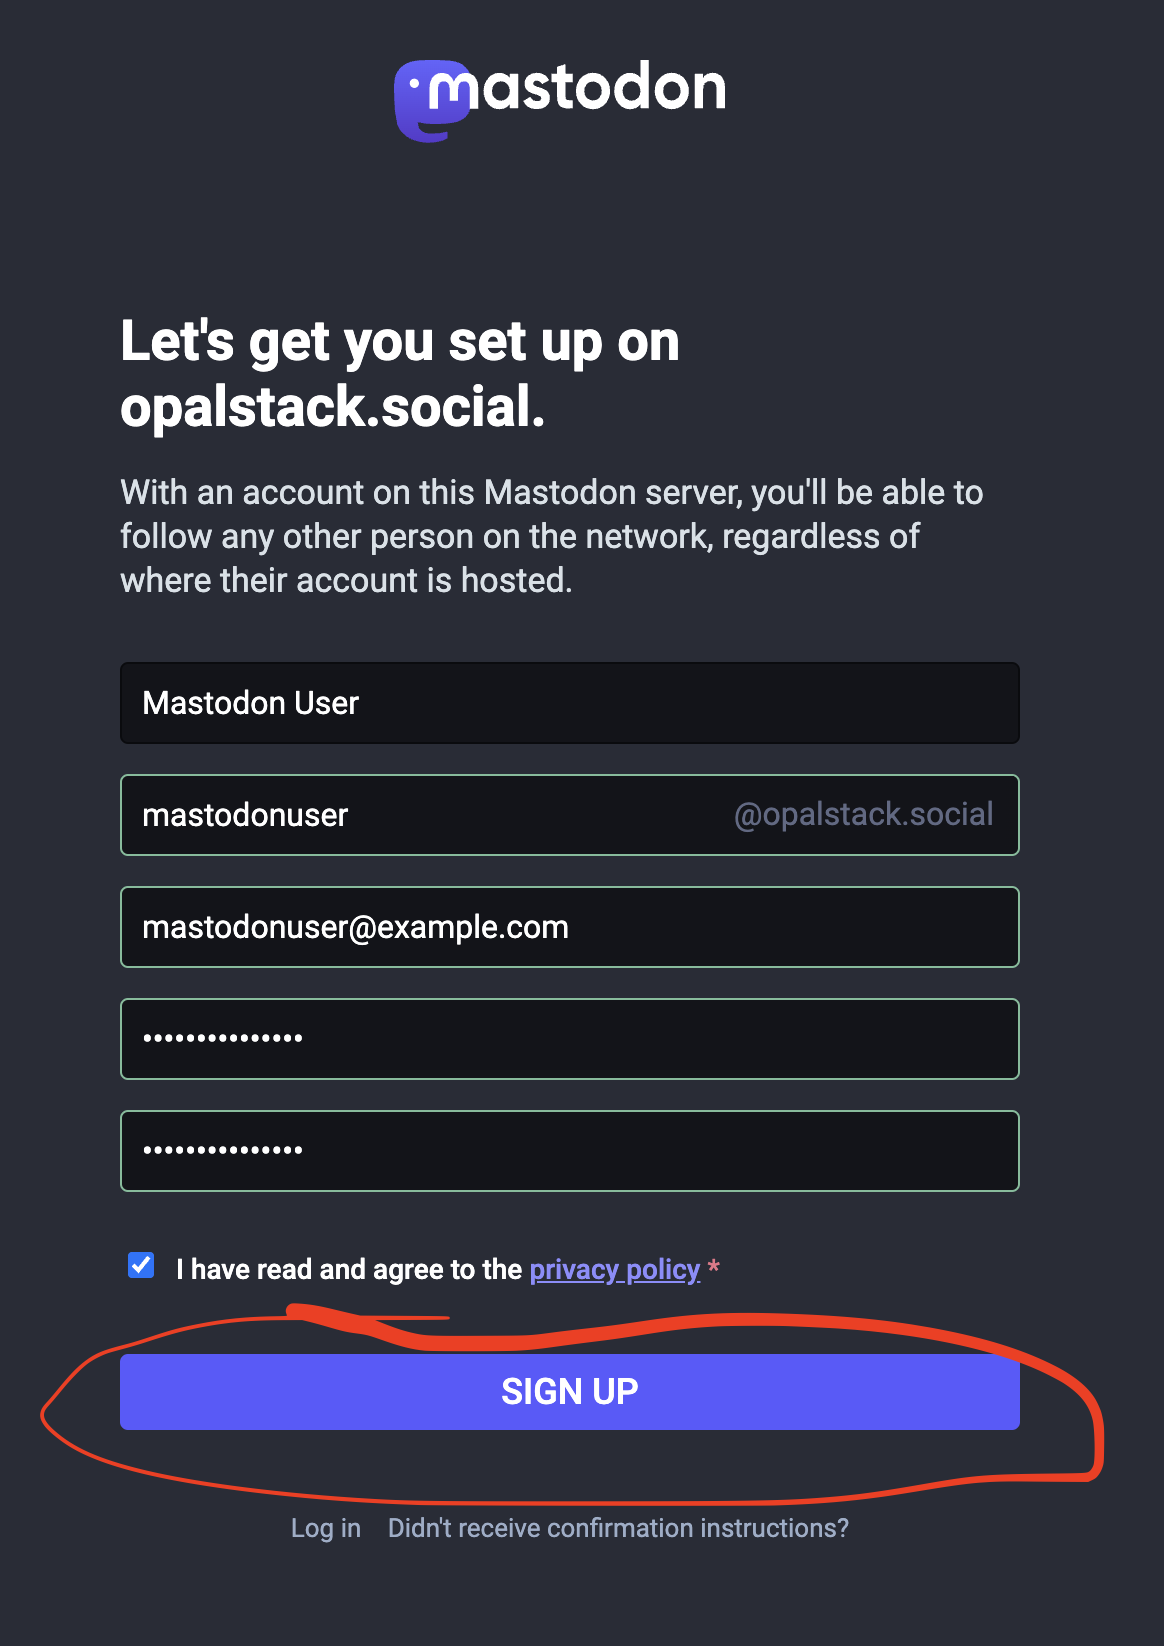 mastodon
Let's get you set up on
opalstack.social.
With an account on this Mastodon server, you'll be able to
follow any other person on the network, regardless of
where their account is hosted.
Mastodon User
mastodonuser @opalstack.social
mastodonuser@example.com
•••••••••••••••
•••••••••••••••
I have read and agree to the privacy policy *
SIGN UP
Log in Didn't receive confirmation instructions?